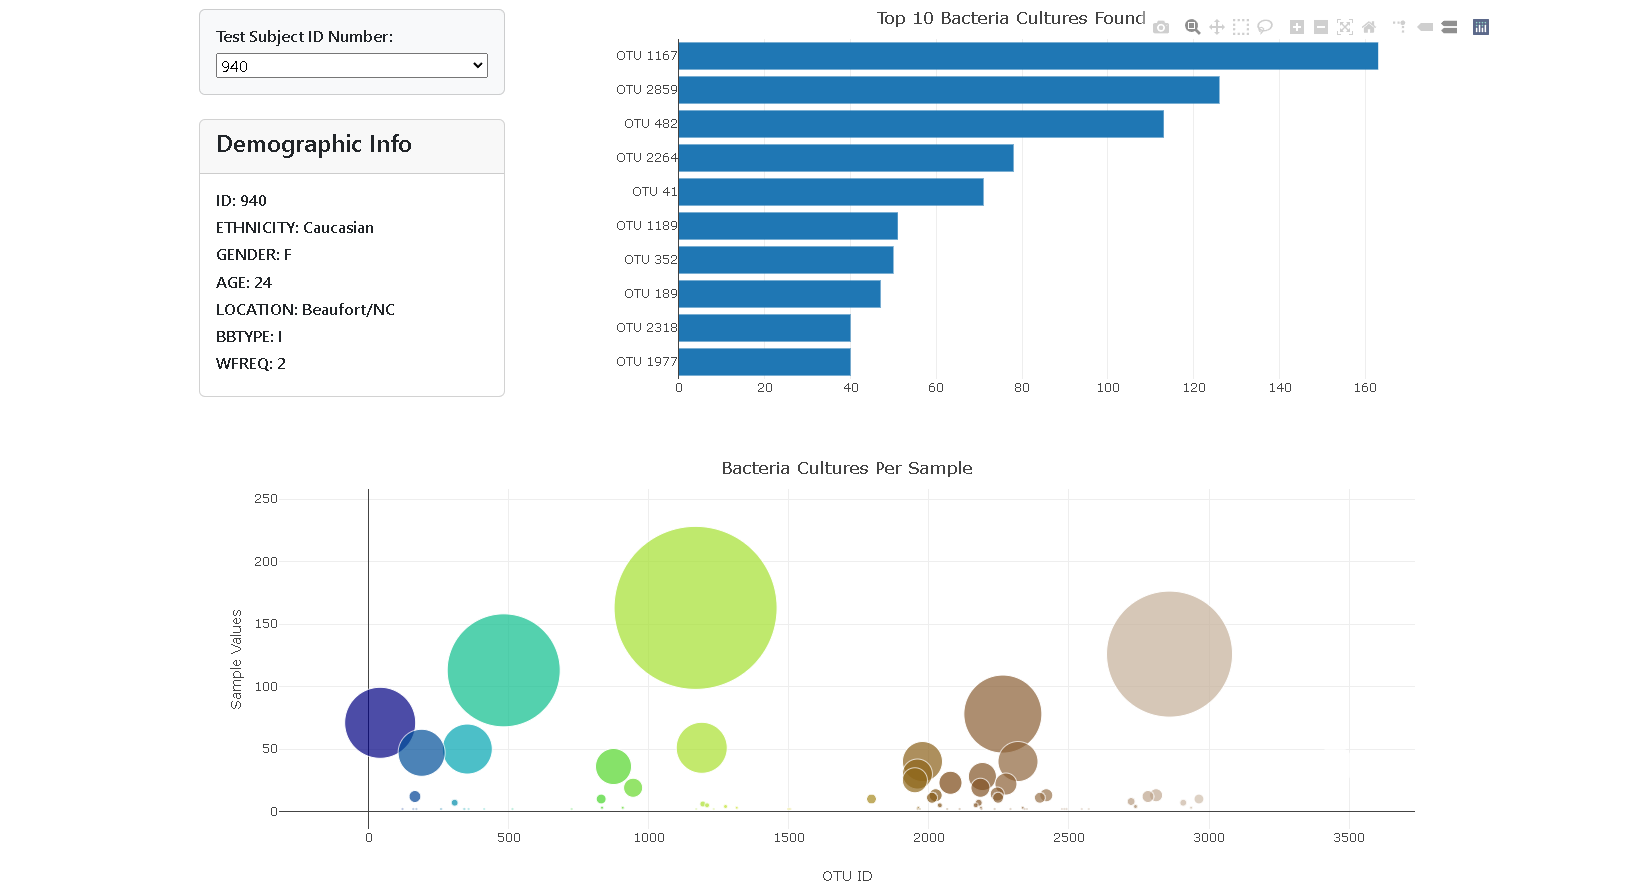 Test Subject ID Number:
940
Demographic Info
ID: 940
ETHNICITY: Caucasian
GENDER: F
AGE: 24
LOCATION: Beaufort/NC
BBTYPE: I
WFREQ: 2
Top 10 Bacteria Cultures Found
OTU 1167
OTU 2859
OTU 482
OTU 2264
OTU 41
OTU 1189
OTU 352
OTU 189
OTU 2318
OTU 1977
0 20 40 60 80 100 120 140 160
Bacteria Cultures Per Sample
Sample Values
250
200
150
100
50
0
0 500 1000 1500 2000 2500 3000 3500
OTU ID